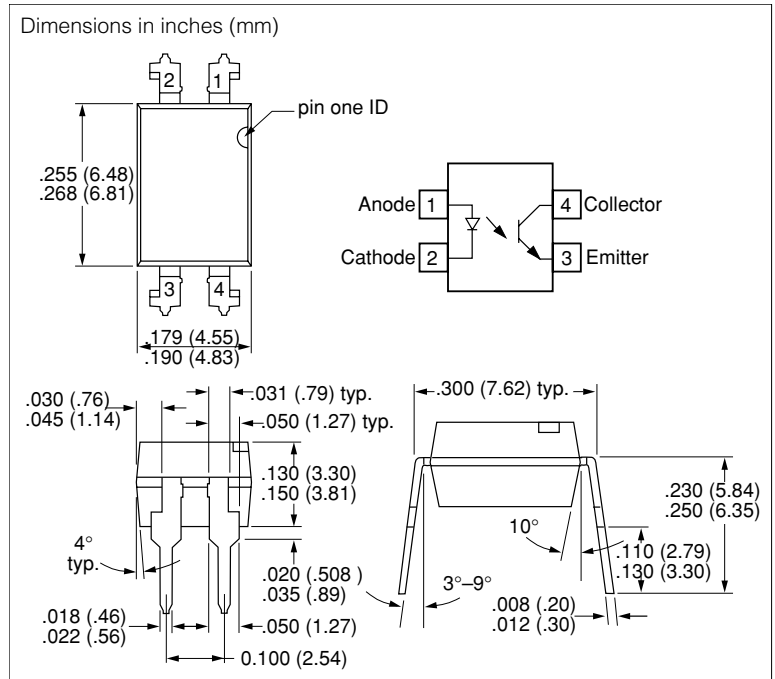 Dimensions in inches (mm)
2 1
pin one ID
.255 (6.48)
.268 (6.81)
3 4
.179 (4.55)
.190 (4.83)
Anode 1
4 Collector
Cathode 2
3 Emitter
.030 (.76)
.045 (1.14)
.031 (.79) typ.
.050 (1.27) typ.
.130 (3.30)
.150 (3.81)
4°
typ.
.020 (.508 )
.035 (.89)
.018 (.46)
.022 (.56)
.050 (1.27)
0.100 (2.54)
.300 (7.62) typ.
.230 (5.84)
.250 (6.35)
10°
.110 (2.79)
.130 (3.30)
3°–9°
.008 (.20)
.012 (.30)